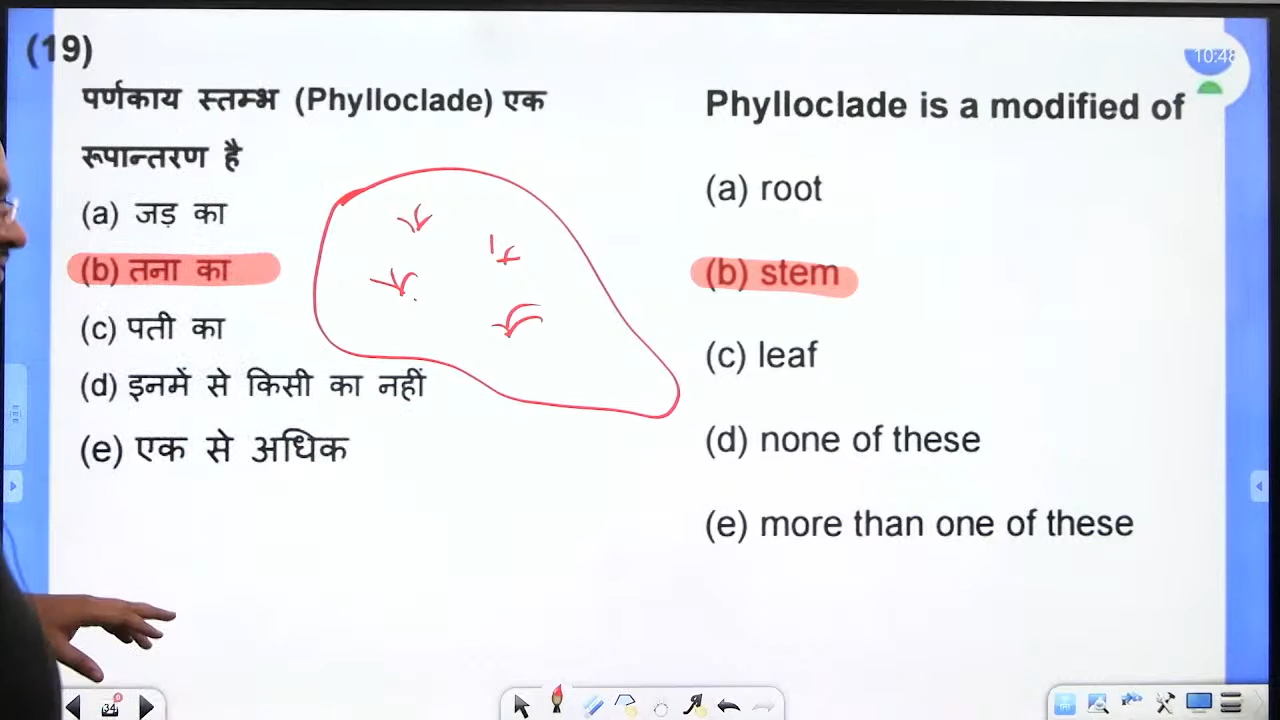 (19)
पर्णकाय स्तम्भ (Phylloclade) एक
रूपान्तरण है
(a) जड़ का
(b) तना का
(c) पती का
(d) इनमें से किसी का नहीं
(e) एक से अधिक
Phylloclade is a modified of
(a) root
(b) stem
(c) leaf
(d) none of these
(e) more than one of these
10:48
34